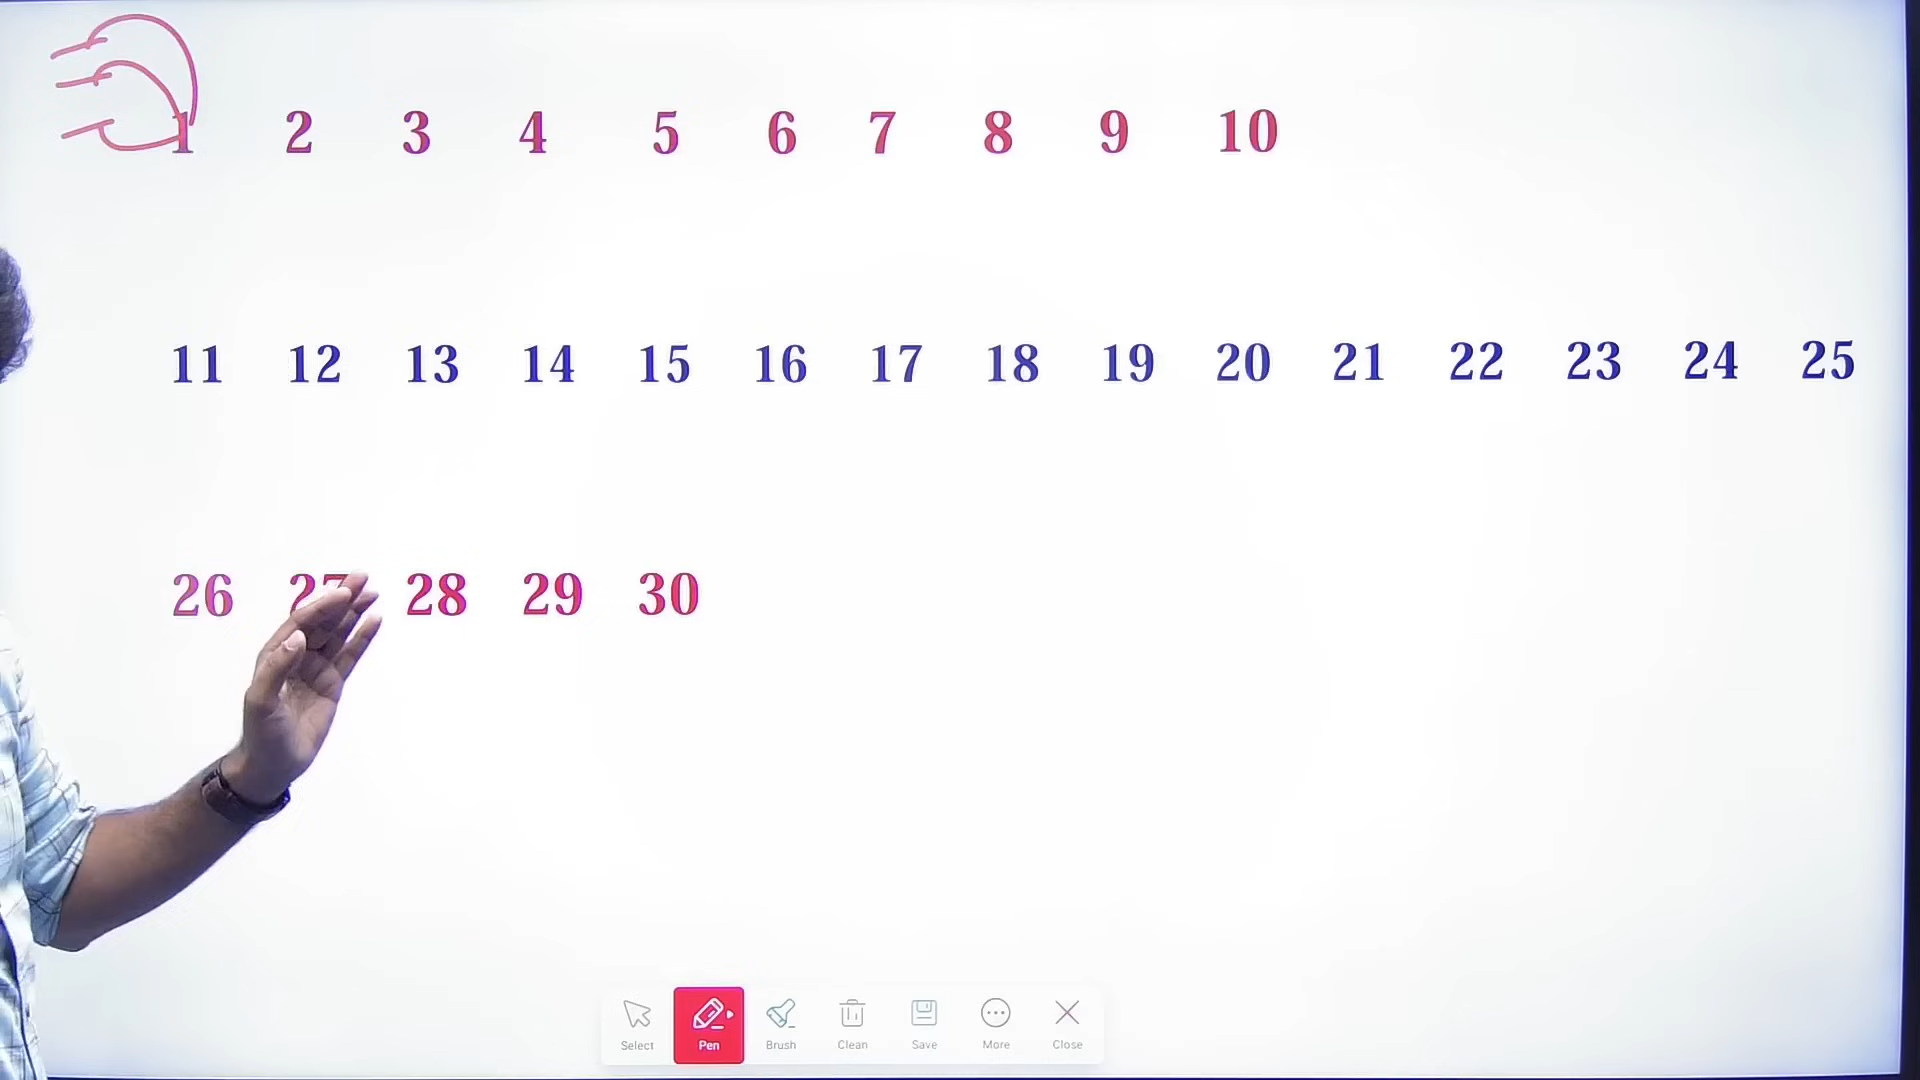 1 2 3 4 5 6 7 8 9 10
11 12 13 14 15 16 17 18 19 20 21 22 23 24 25
26 27 28 29 30
Select Pen Brush Clean Save More Close